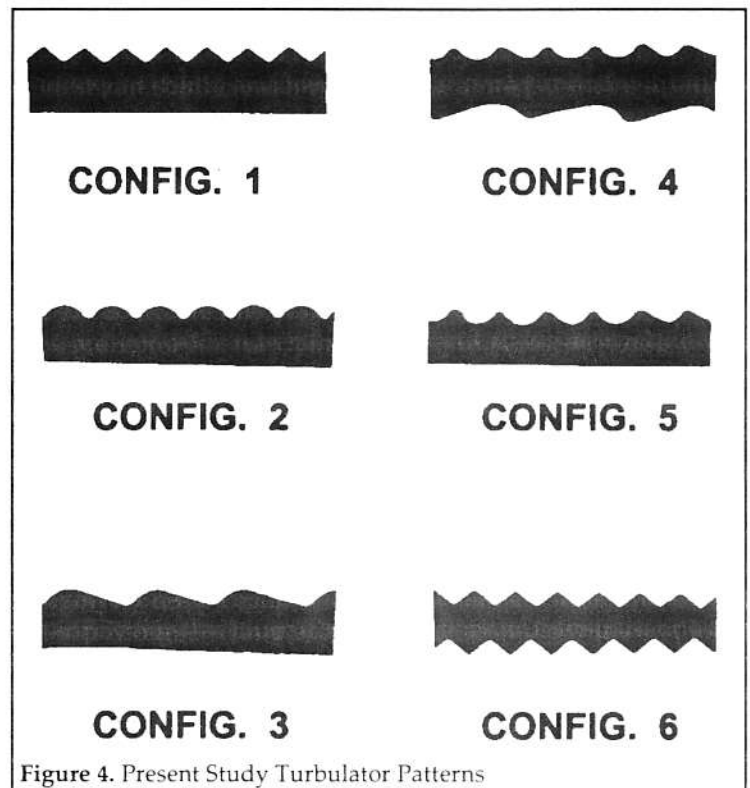 CONFIG. 1
CONFIG. 4
CONFIG. 2
CONFIG. 5
CONFIG. 3
CONFIG. 6
Figure 4. Present Study Turbulator Patterns